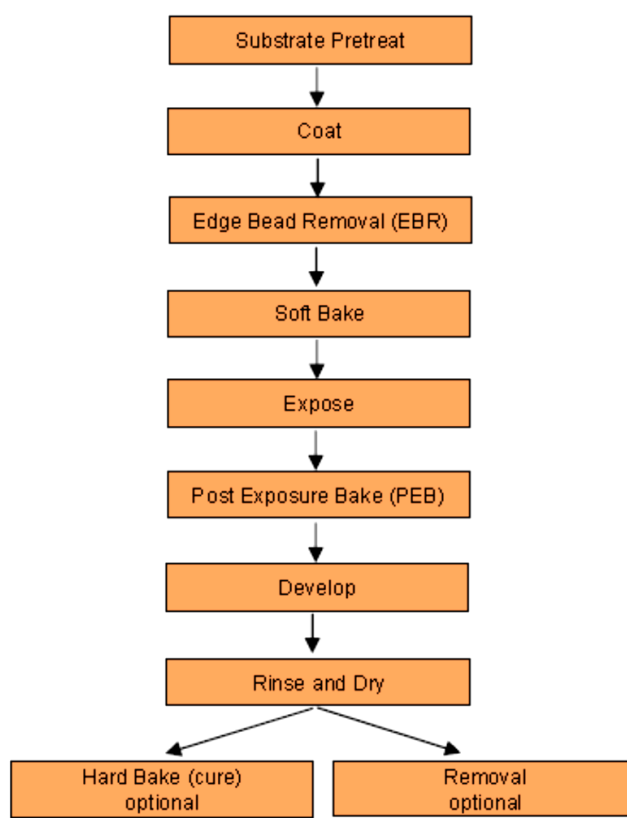 Substrate Pretreat
Coat
Edge Bead Removal (EBR)
Soft Bake
Expose
Post Exposure Bake (PEB)
Develop
Rinse and Dry
Hard Bake (cure)
optional
Removal
optional